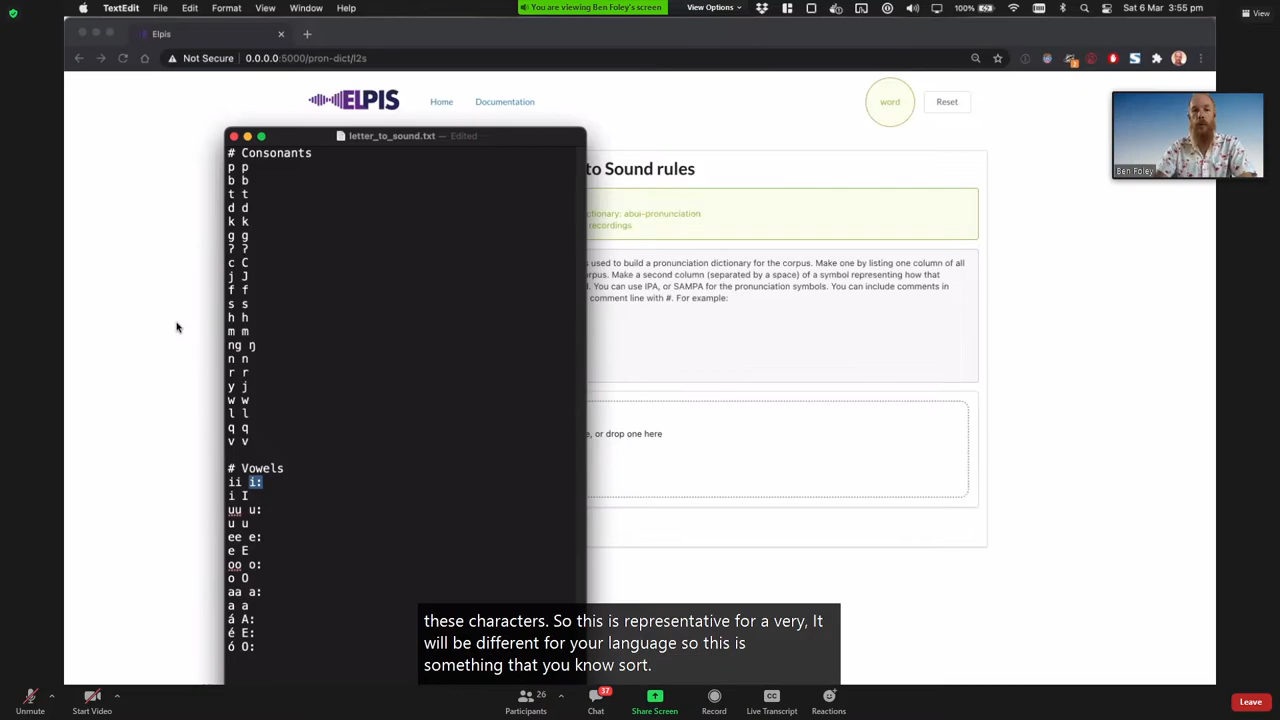 TextEdit File Edit Format View Window Help
You are viewing Ben Foley's screen
View Options
100%
Sat 6 Mar 3:55 pm
View
Elpis
Not Secure 0.0.0.0:5000/pron-dict/l2s
ELPIS
Home Documentation
word
Reset
Ben Foley
letter_to_sound.txt — Edited
to Sound rules
ctionary: abui-pronunciation
recordings
s used to build a pronunciation dictionary for the corpus. Make one by listing one column of all
orpus. Make a second column (separated by a space) of a symbol representing how that
d. You can use IPA, or SAMPA for the pronunciation symbols. You can include comments in
comment line with #. For example:
e, or drop one here
# Consonants
p p
b b
t t
d d
k k
g g
ʔ ʔ
c C
j J
f f
s s
h h
m m
ng ŋ
n n
r r
y j
w w
l l
q q
v v
# Vowels
ii i:
i I
uu u:
u u
ee e:
e E
oo o:
o O
aa a:
a a
á A:
é E:
ó O:
these characters. So this is representative for a very, It
will be different for your language so this is
something that you know sort.
Unmute
Start Video
26
Participants
37
Chat
Share Screen
Record
CC
Live Transcript
Reactions
Leave